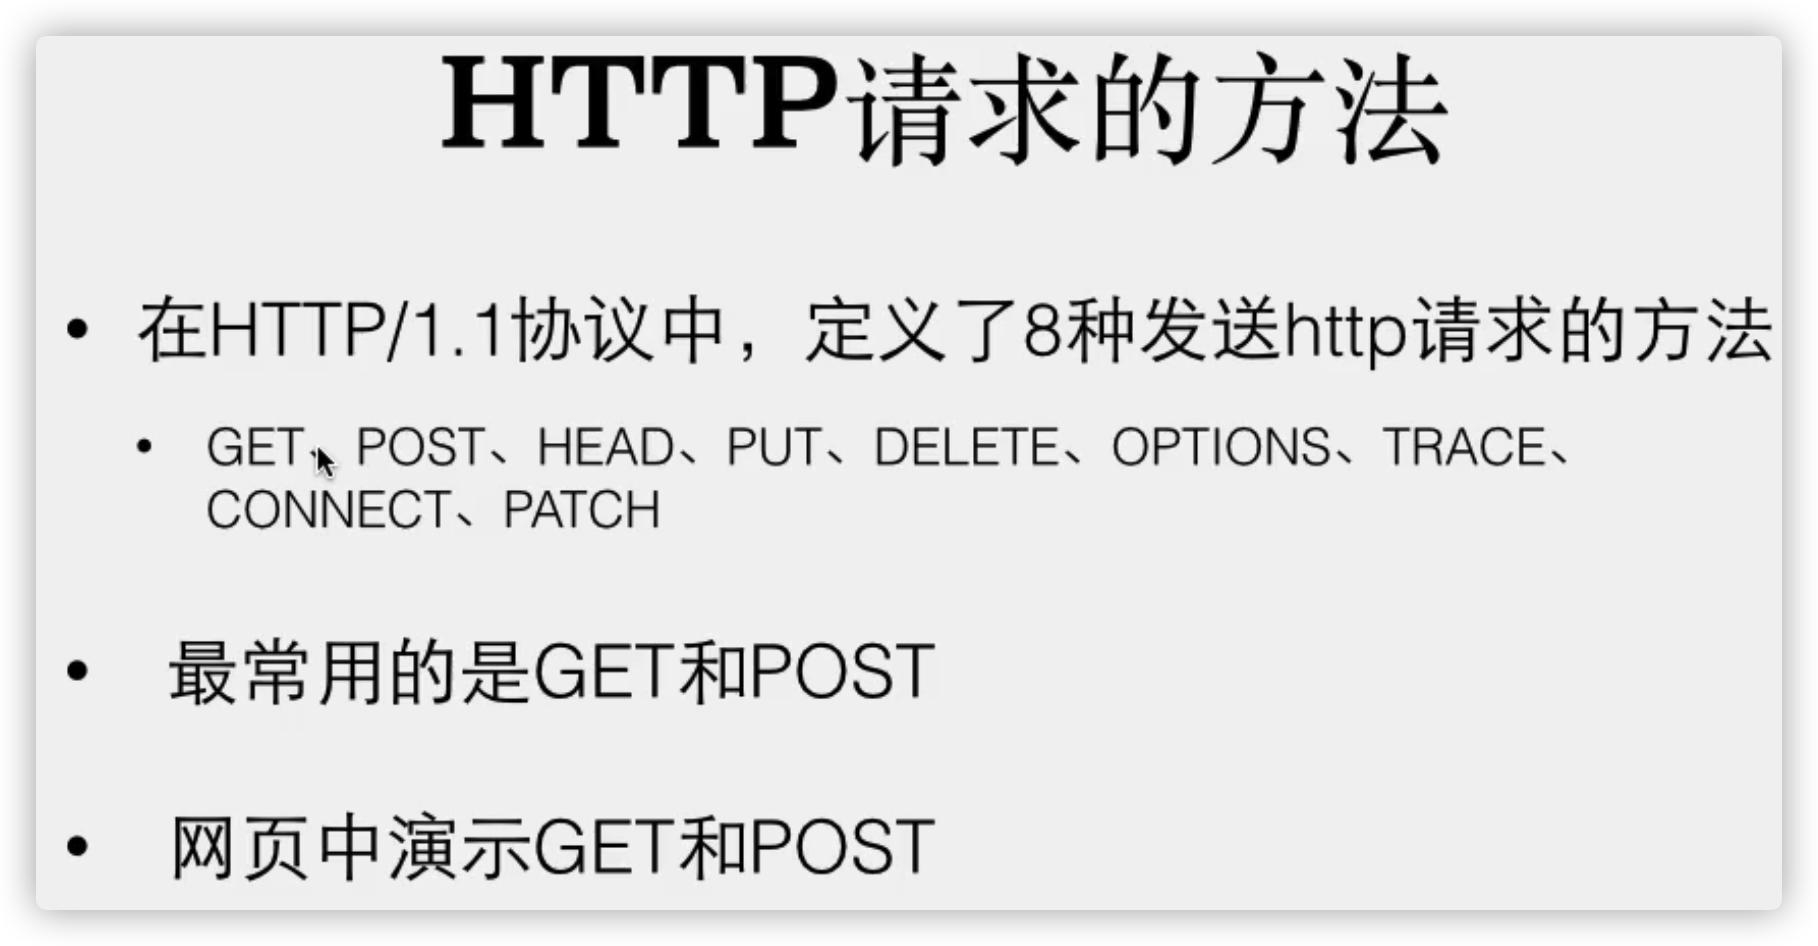 HTTP请求的方法
• 在HTTP/1.1协议中，定义了8种发送http请求的方法
• GET、POST、HEAD、PUT、DELETE、OPTIONS、TRACE、
CONNECT、PATCH
• 最常用的是GET和POST
• 网页中演示GET和POST